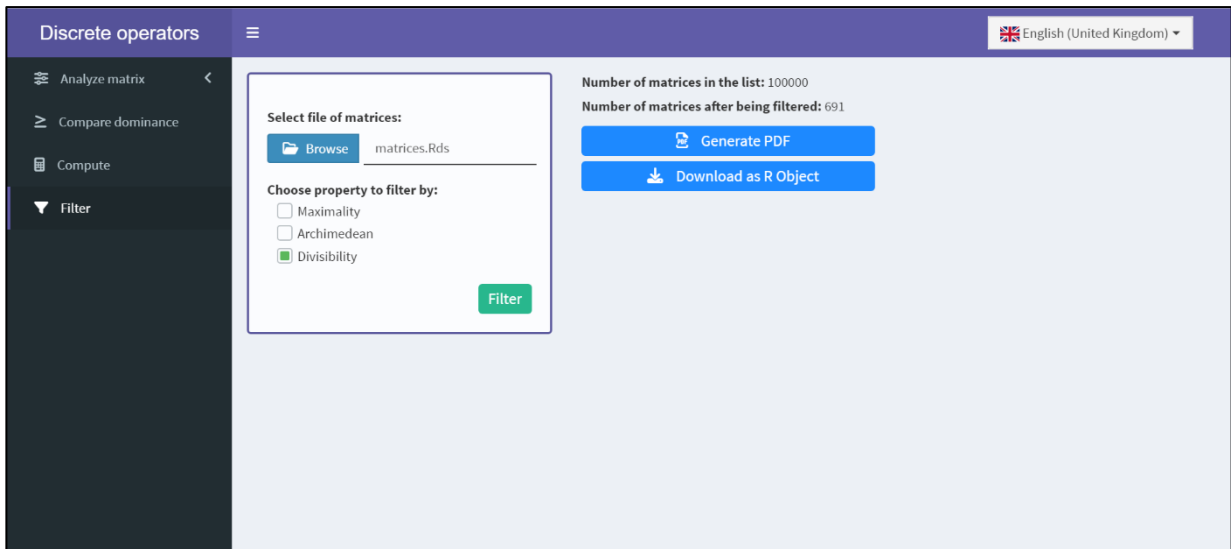 Discrete operators
English (United Kingdom)
Analyze matrix
Compare dominance
Compute
Filter
Select file of matrices:
Browse matrices.Rds
Choose property to filter by:
Maximality
Archimedean
Divisibility
Filter
Number of matrices in the list: 100000
Number of matrices after being filtered: 691
Generate PDF
Download as R Object